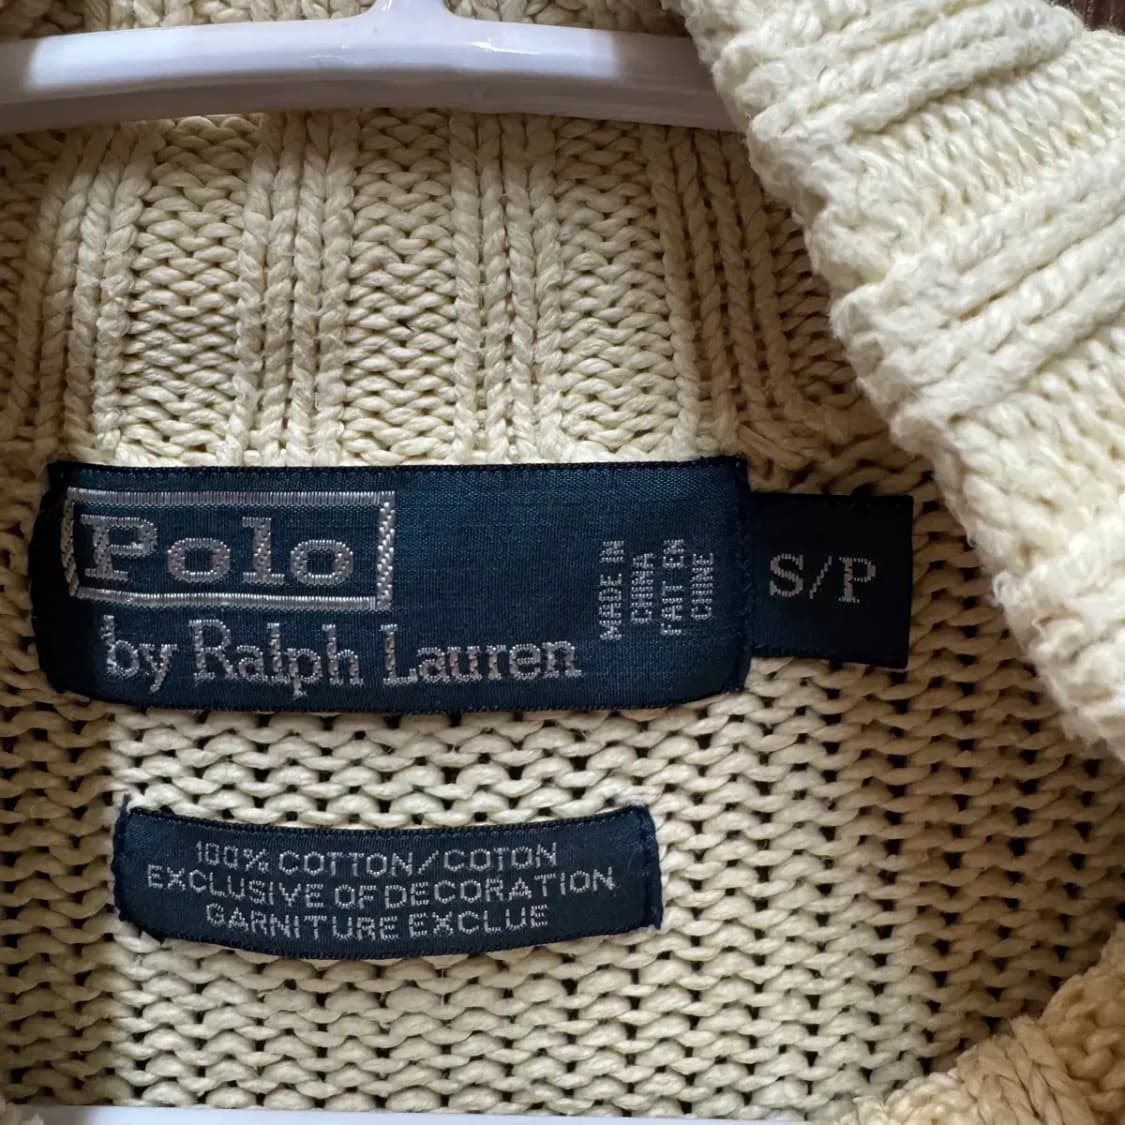 Polo
by Ralph Lauren
MADE IN
CHINA
FAIT EN
CHINE
S/P
100% COTTON/COTON
EXCLUSIVE OF DECORATION
GARNITURE EXCLUE